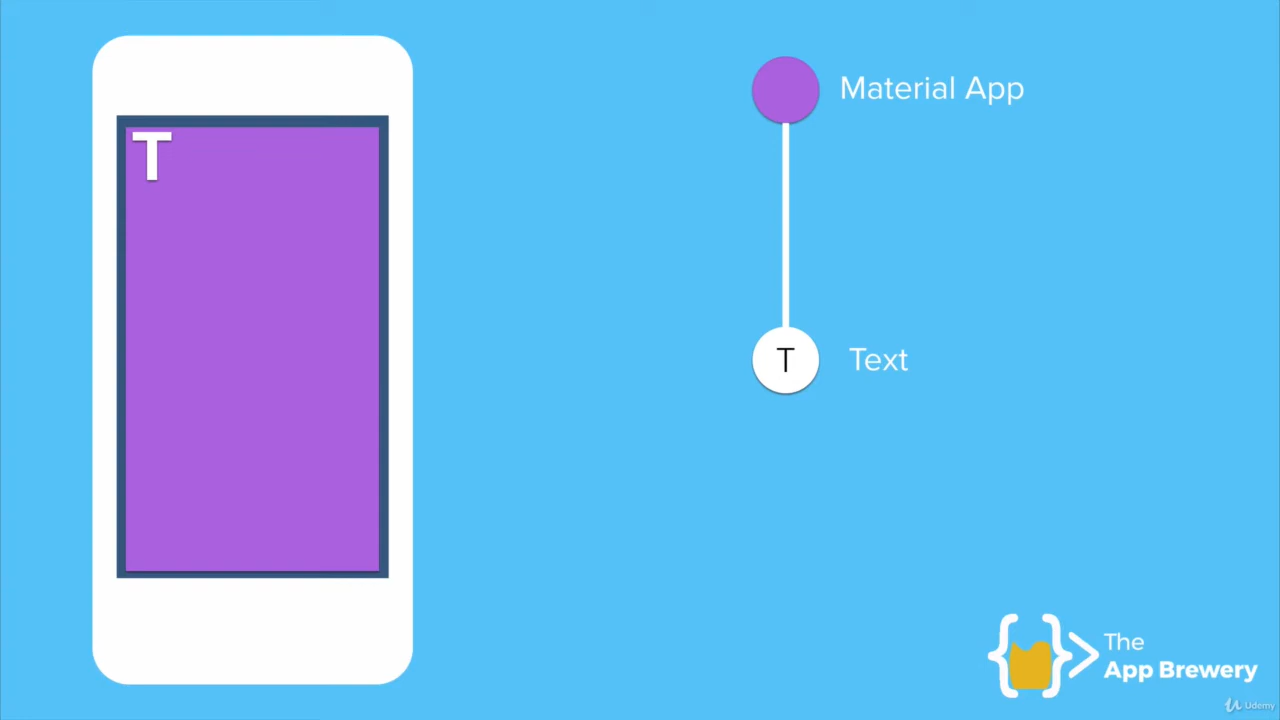 T
Material App
T
Text
The
App Brewery
Udemy